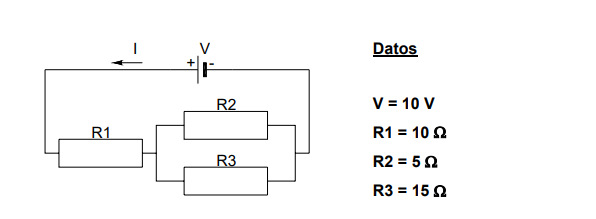 I
V
+
-
R1
R2
R3
Datos
V = 10 V
R1 = 10 Ω
R2 = 5 Ω
R3 = 15 Ω